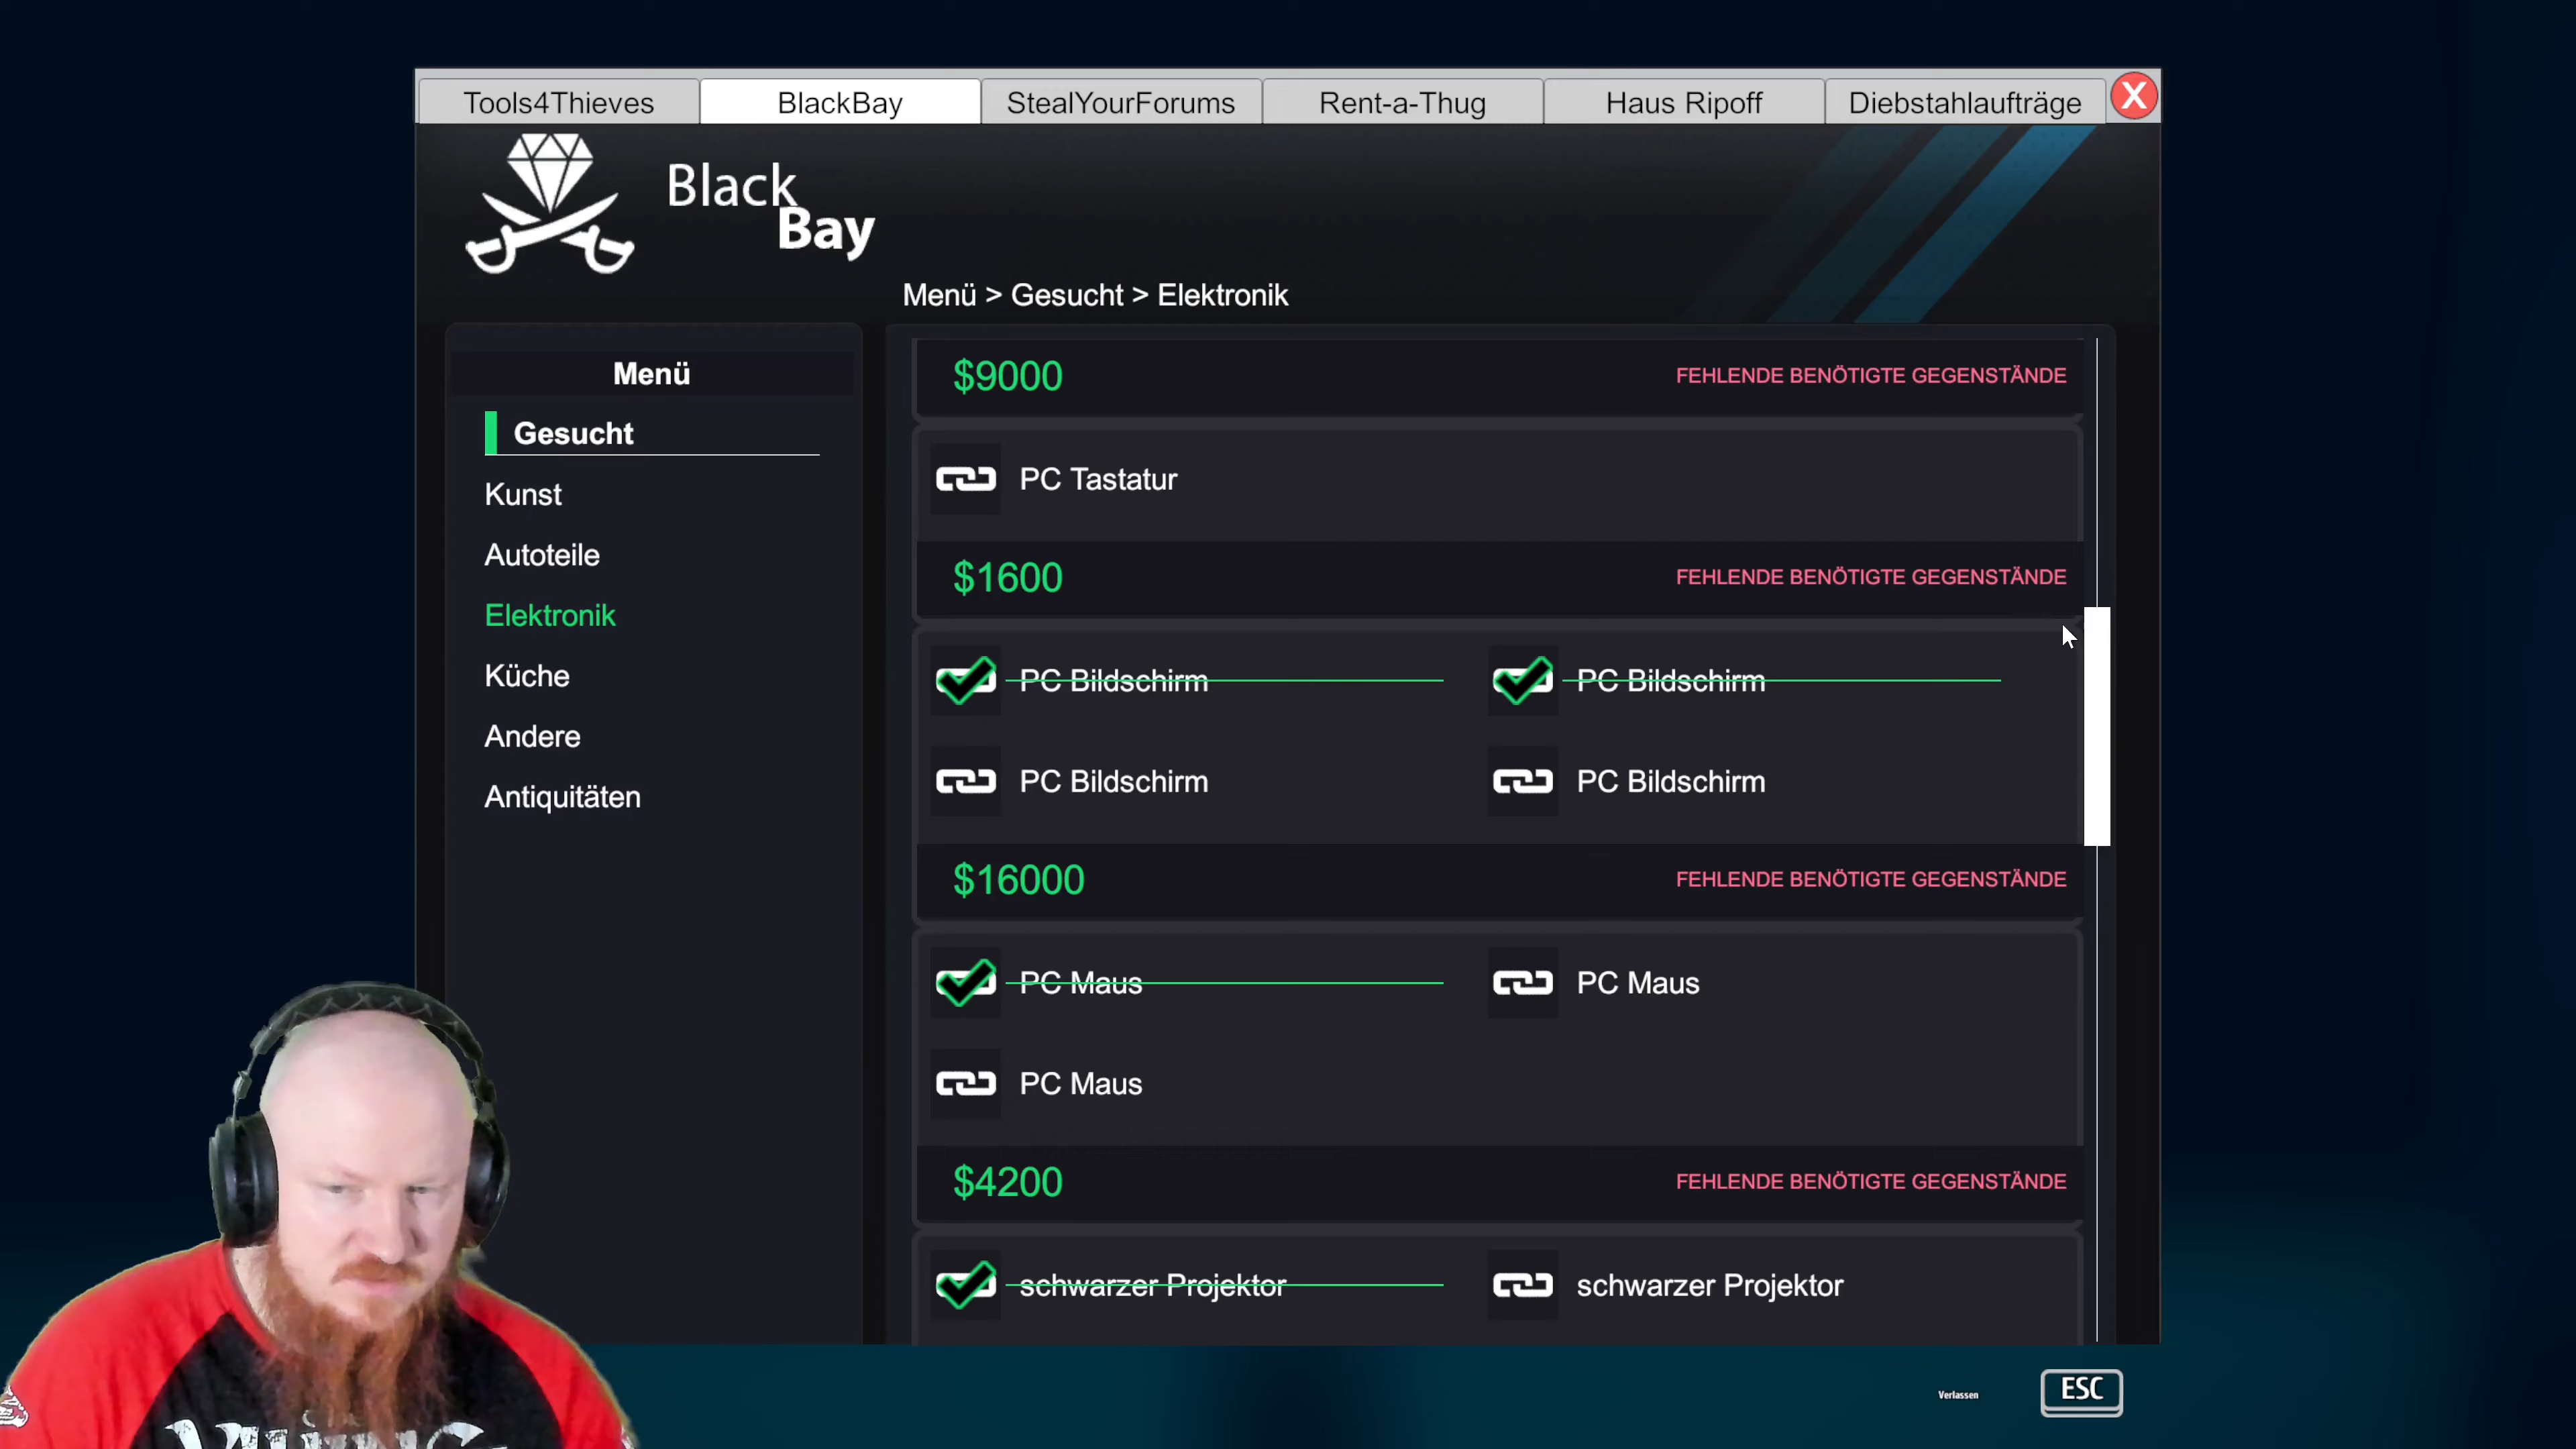 Tools4Thieves
BlackBay
StealYourForums
Rent-a-Thug
Haus Ripoff
Diebstahlaufträge
X
Black
Bay
Menü > Gesucht > Elektronik
Menü
Gesucht
Kunst
Autoteile
Elektronik
Küche
Andere
Antiquitäten
$9000
FEHLENDE BENÖTIGTE GEGENSTÄNDE
PC Tastatur
$1600
FEHLENDE BENÖTIGTE GEGENSTÄNDE
PC Bildschirm
PC Bildschirm
PC Bildschirm
PC Bildschirm
$16000
FEHLENDE BENÖTIGTE GEGENSTÄNDE
PC Maus
PC Maus
PC Maus
$4200
FEHLENDE BENÖTIGTE GEGENSTÄNDE
schwarzer Projektor
schwarzer Projektor
Verlassen
ESC